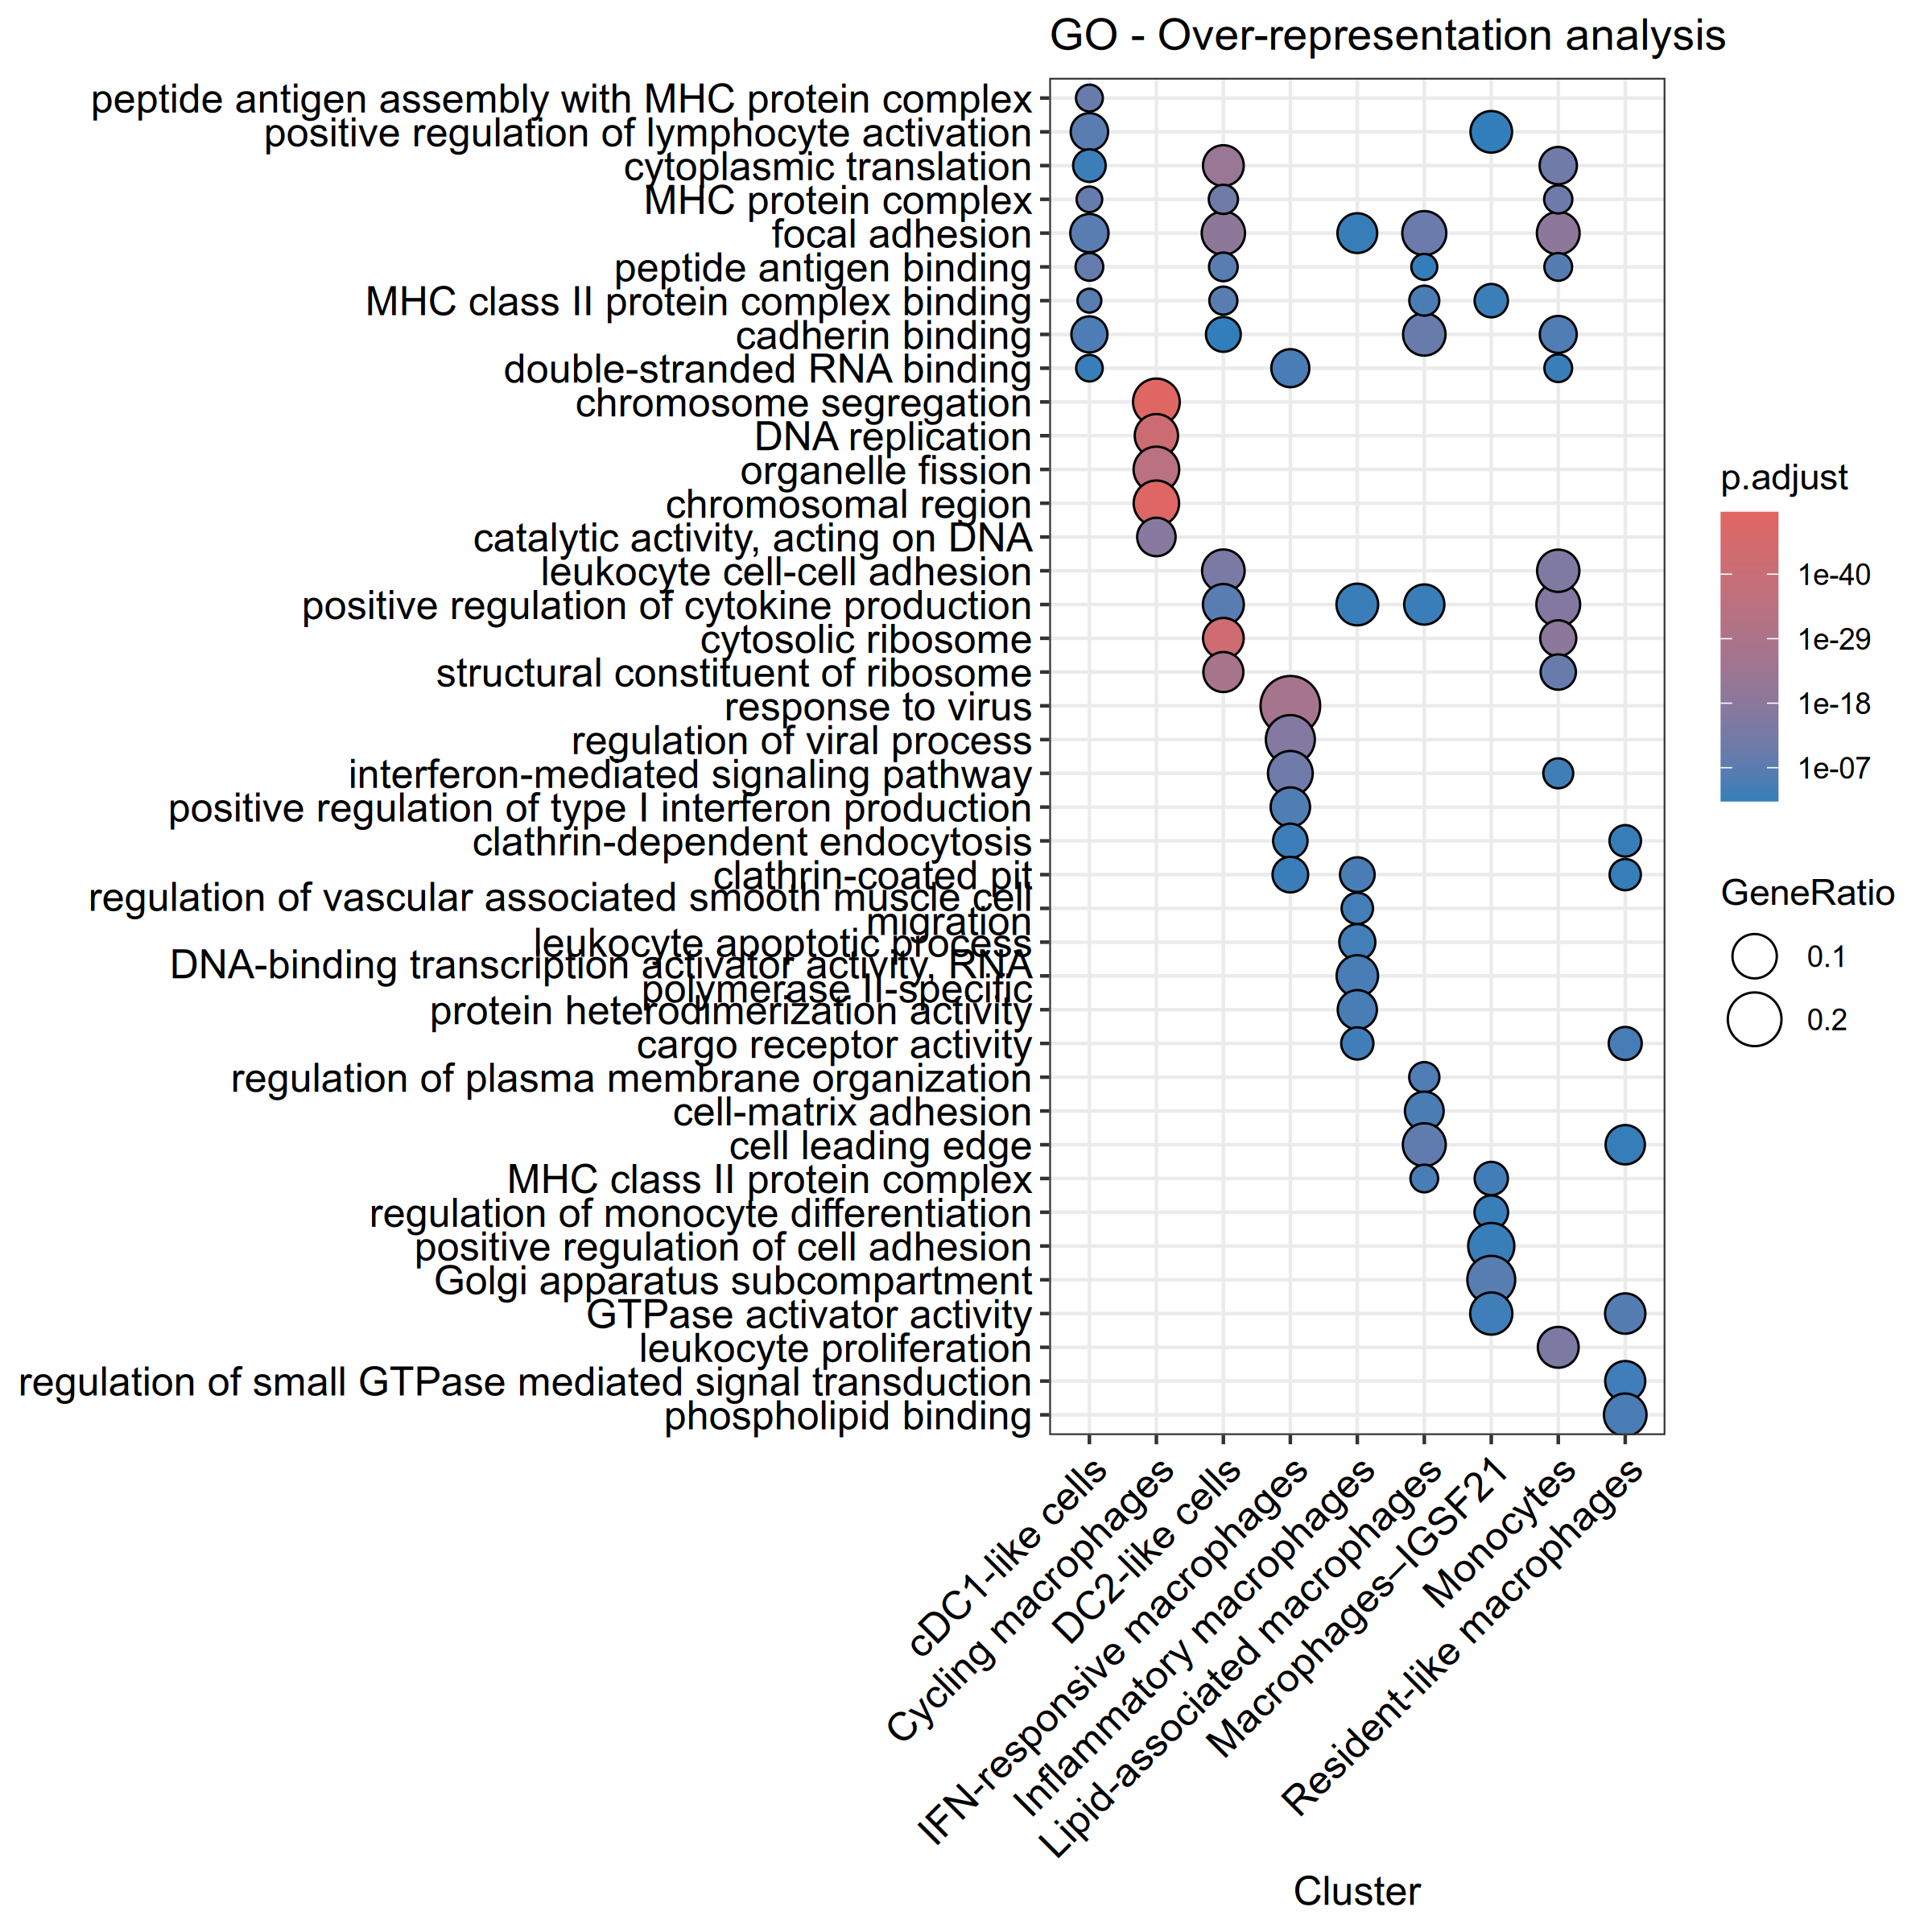 GO - Over-representation analysis
peptide antigen assembly with MHC protein complex
positive regulation of lymphocyte activation
cytoplasmic translation
MHC protein complex
focal adhesion
peptide antigen binding
MHC class II protein complex binding
cadherin binding
double-stranded RNA binding
chromosome segregation
DNA replication
organelle fission
chromosomal region
catalytic activity, acting on DNA
leukocyte cell-cell adhesion
positive regulation of cytokine production
cytosolic ribosome
structural constituent of ribosome
response to virus
regulation of viral process
interferon-mediated signaling pathway
positive regulation of type I interferon production
clathrin-dependent endocytosis
clathrin-coated pit
regulation of vascular associated smooth muscle cell
migration
leukocyte apoptotic process
DNA-binding transcription activator activity, RNA
polymerase II-specific
protein heterodimerization activity
cargo receptor activity
regulation of plasma membrane organization
cell-matrix adhesion
cell leading edge
MHC class II protein complex
regulation of monocyte differentiation
positive regulation of cell adhesion
Golgi apparatus subcompartment
GTPase activator activity
leukocyte proliferation
regulation of small GTPase mediated signal transduction
phospholipid binding
cDC1-like cells
Cycling macrophages
DC2-like cells
IFN-responsive macrophages
Inflammatory macrophages
Lipid-associated macrophages
Macrophages–IGSF21
Monocytes
Resident-like macrophages
Cluster
p.adjust
1e-40
1e-29
1e-18
1e-07
GeneRatio
0.1
0.2